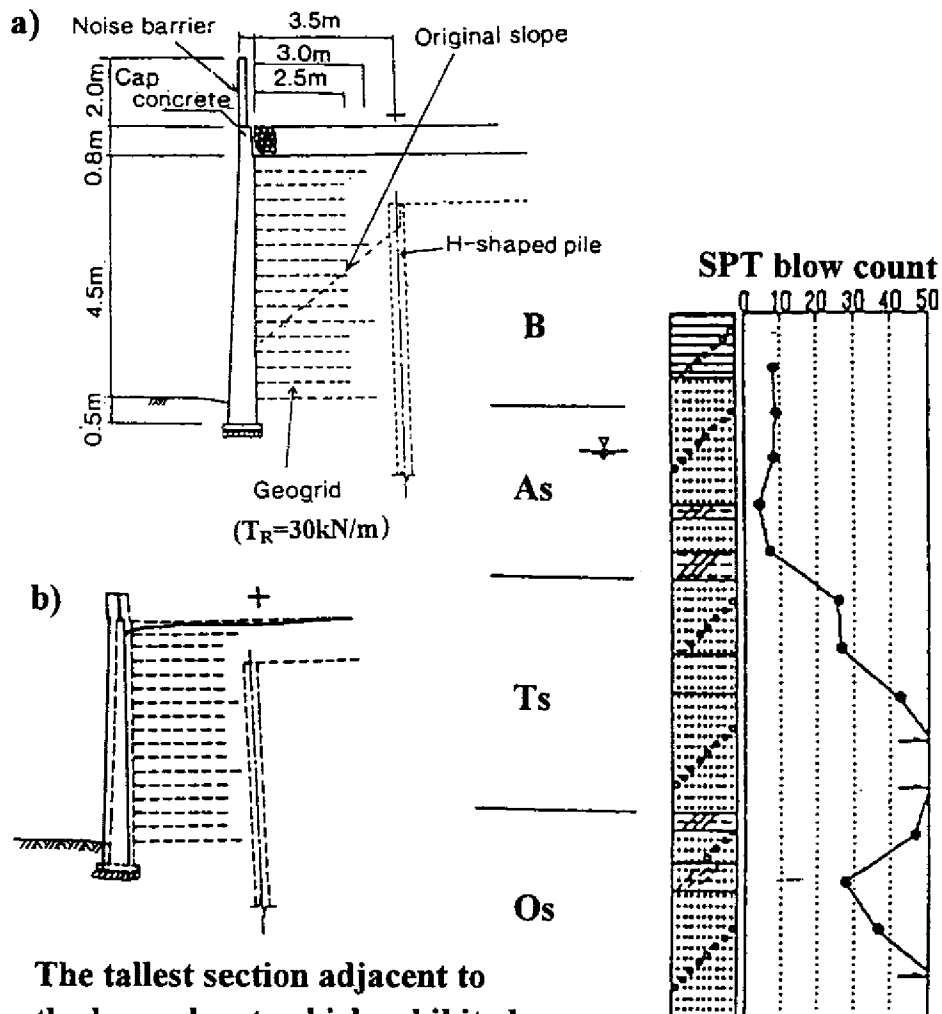 a)
Noise barrier
3.5m
Original slope
3.0m
2.5m
Cap
concrete
2.0m
0.8m
4.5m
0.5m
H-shaped pile
Geogrid
(TR=30kN/m)
b)
B
As
Ts
Os
SPT blow count
0 10 20 30 50
The tallest section adjacent to